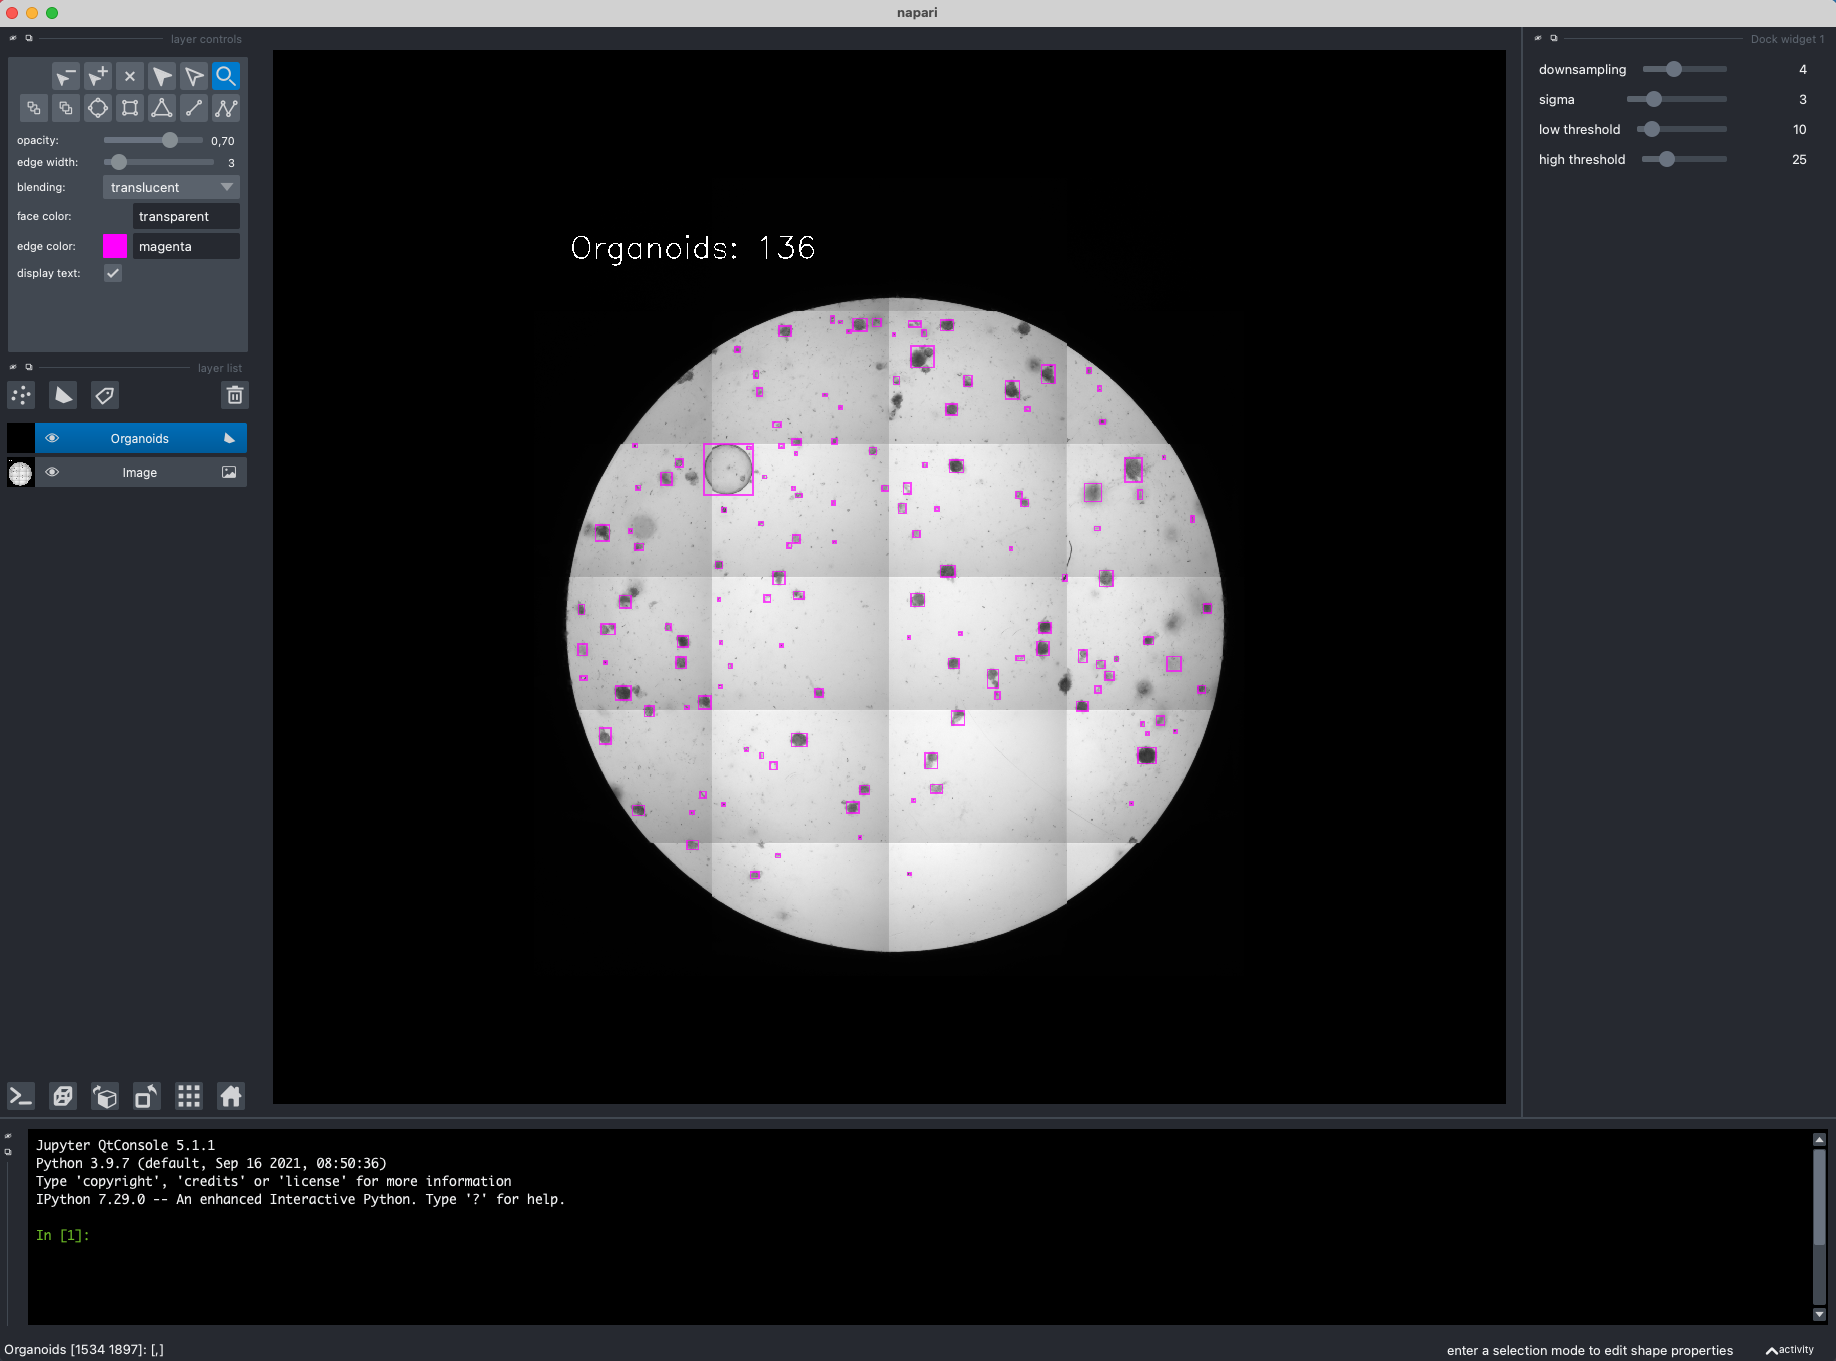 napari
layer controls
opacity: 0,70
edge width: 3
blending: translucent
face color: transparent
edge color: magenta
display text:
layer list
Organoids
Image
Organoids: 136
Dock widget 1
downsampling 4
sigma 3
low threshold 10
high threshold 25
Jupyter QtConsole 5.1.1
Python 3.9.7 (default, Sep 16 2021, 08:50:36)
Type 'copyright', 'credits' or 'license' for more information
IPython 7.29.0 -- An enhanced Interactive Python. Type '?' for help.
In [1]:
Organoids [1534 1897]: [,]
enter a selection mode to edit shape properties
activity